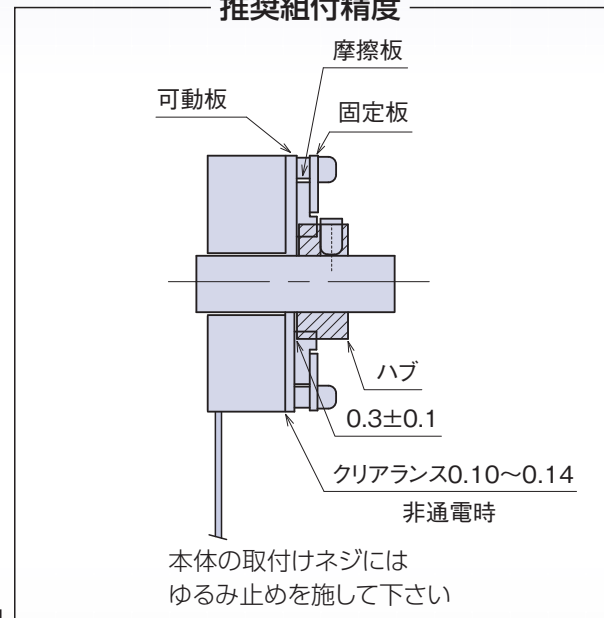 推奨組付精度
摩擦板
可動板
固定板
ハブ
0.3±0.1
クリアランス0.10〜0.14
非通電時
本体の取付けネジには
ゆるみ止めを施して下さい